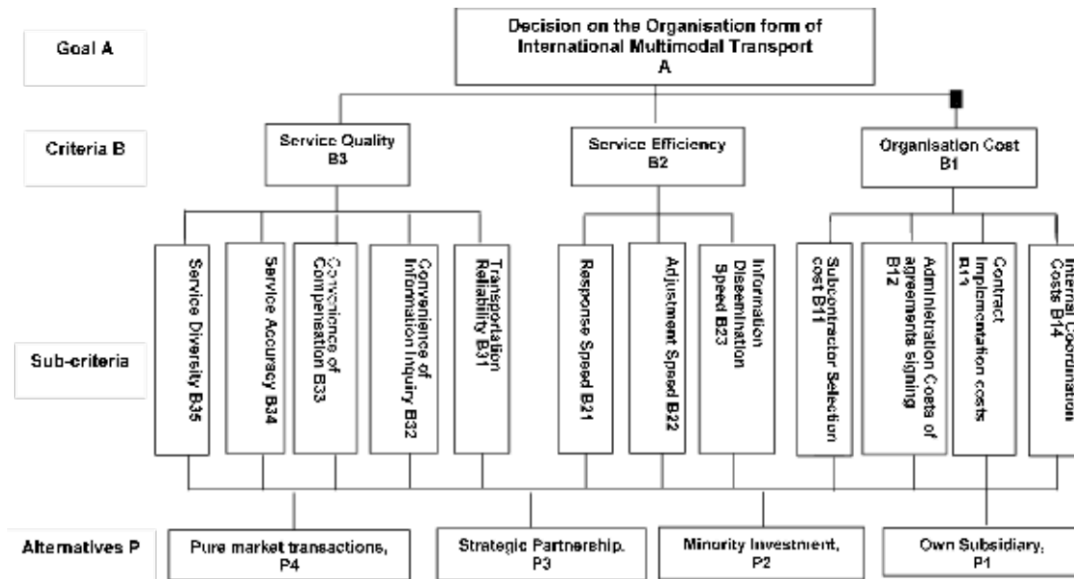 Goal A
Decision on the Organisation form of
International Multimodal Transport
A
Criteria B
Service Quality
B3
Service Efficiency
B2
Organisation Cost
B1
Sub-criteria
Service Diversity B35
Service Accuracy B34
Convenience of
Compensation B33
Convenience of
Information Inquiry B32
Transportation
Reliability B31
Response Speed B21
Adjustment Speed B22
Information
Dissemination
Speed B23
Subcontractor Selection
cost B11
Administration Costs of
agreements signing
B12
Contract
Implementation costs
B13
Internal Coordination
Costs B14
Alternatives P
Pure market transactions,
P4
Strategic Partnership.
P3
Minority Investment,
P2
Own Subsidiary,
P1